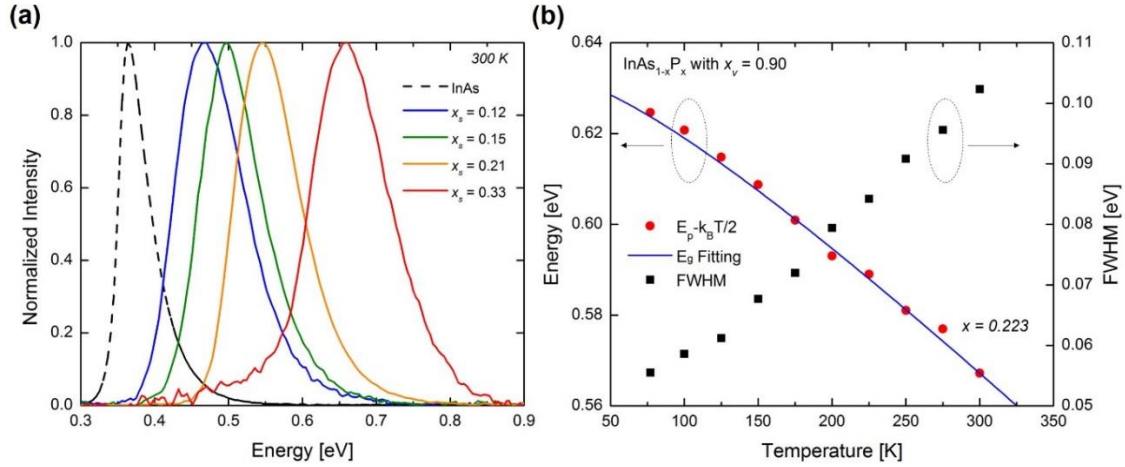 (a)
300 K
InAs
xs = 0.12
xs = 0.15
xs = 0.21
xs = 0.33
1.0
0.8
0.6
0.4
0.2
0.0
Normalized Intensity
0.3 0.4 0.5 0.6 0.7 0.8 0.9
Energy [eV]
(b)
InAs1-xPx with xv = 0.90
Ep-kBT/2
Eg Fitting
FWHM
x = 0.223
0.64
0.62
0.60
0.58
0.56
Energy [eV]
0.11
0.10
0.09
0.08
0.07
0.06
0.05
FWHM [eV]
50 100 150 200 250 300 350
Temperature [K]